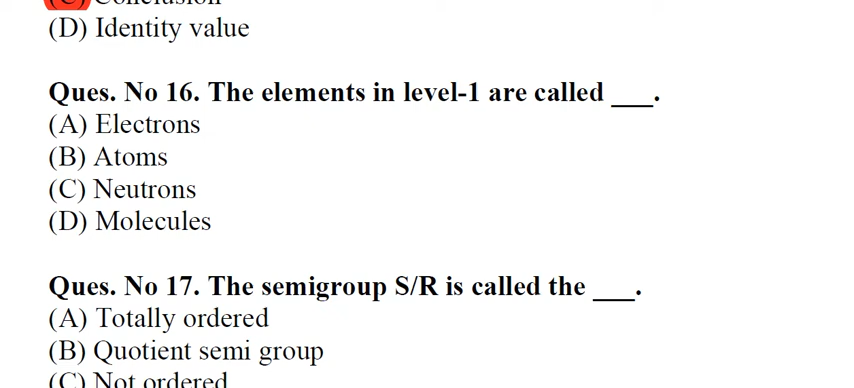 (C) Conclusion
(D) Identity value
Ques. No 16. The elements in level-1 are called ___.
(A) Electrons
(B) Atoms
(C) Neutrons
(D) Molecules
Ques. No 17. The semigroup S/R is called the ___.
(A) Totally ordered
(B) Quotient semi group
(C) Not ordered